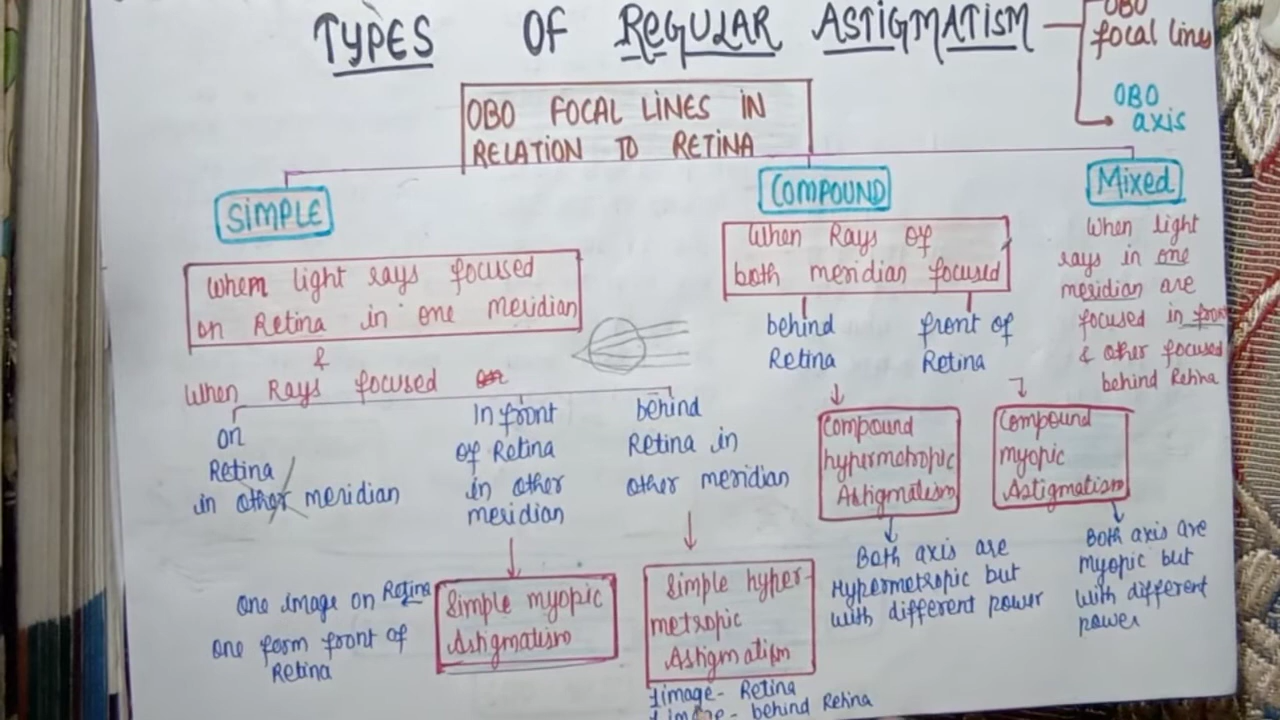 TYPES OF REGULAR ASTIGMATISM
OBO
focal lines
OBO
axis
OBO FOCAL LINES IN
RELATION TO RETINA
SIMPLE
When light rays focused
on Retina in one meridian
&
When Rays focused
on
Retina
in other meridian
In front
of Retina
in other
meridian
behind
Retina in
other meridian
One image on Retina
one form front of
Retina
Simple myopic
Astigmatism
Simple hyper-
metropic
Astigmatism
1 image - Retina
1 image - behind Retina
COMPOUND
When Rays of
both meridian focused
behind
Retina
front of
Retina
Compound
hypermetropic
Astigmatism
Compound
myopic
Astigmatism
Both axis are
Hypermetropic but
with different power
Both axis are
myopic but
with different
power
Mixed
When light
rays in one
meridian are
focused in front
& other focused
behind Retina